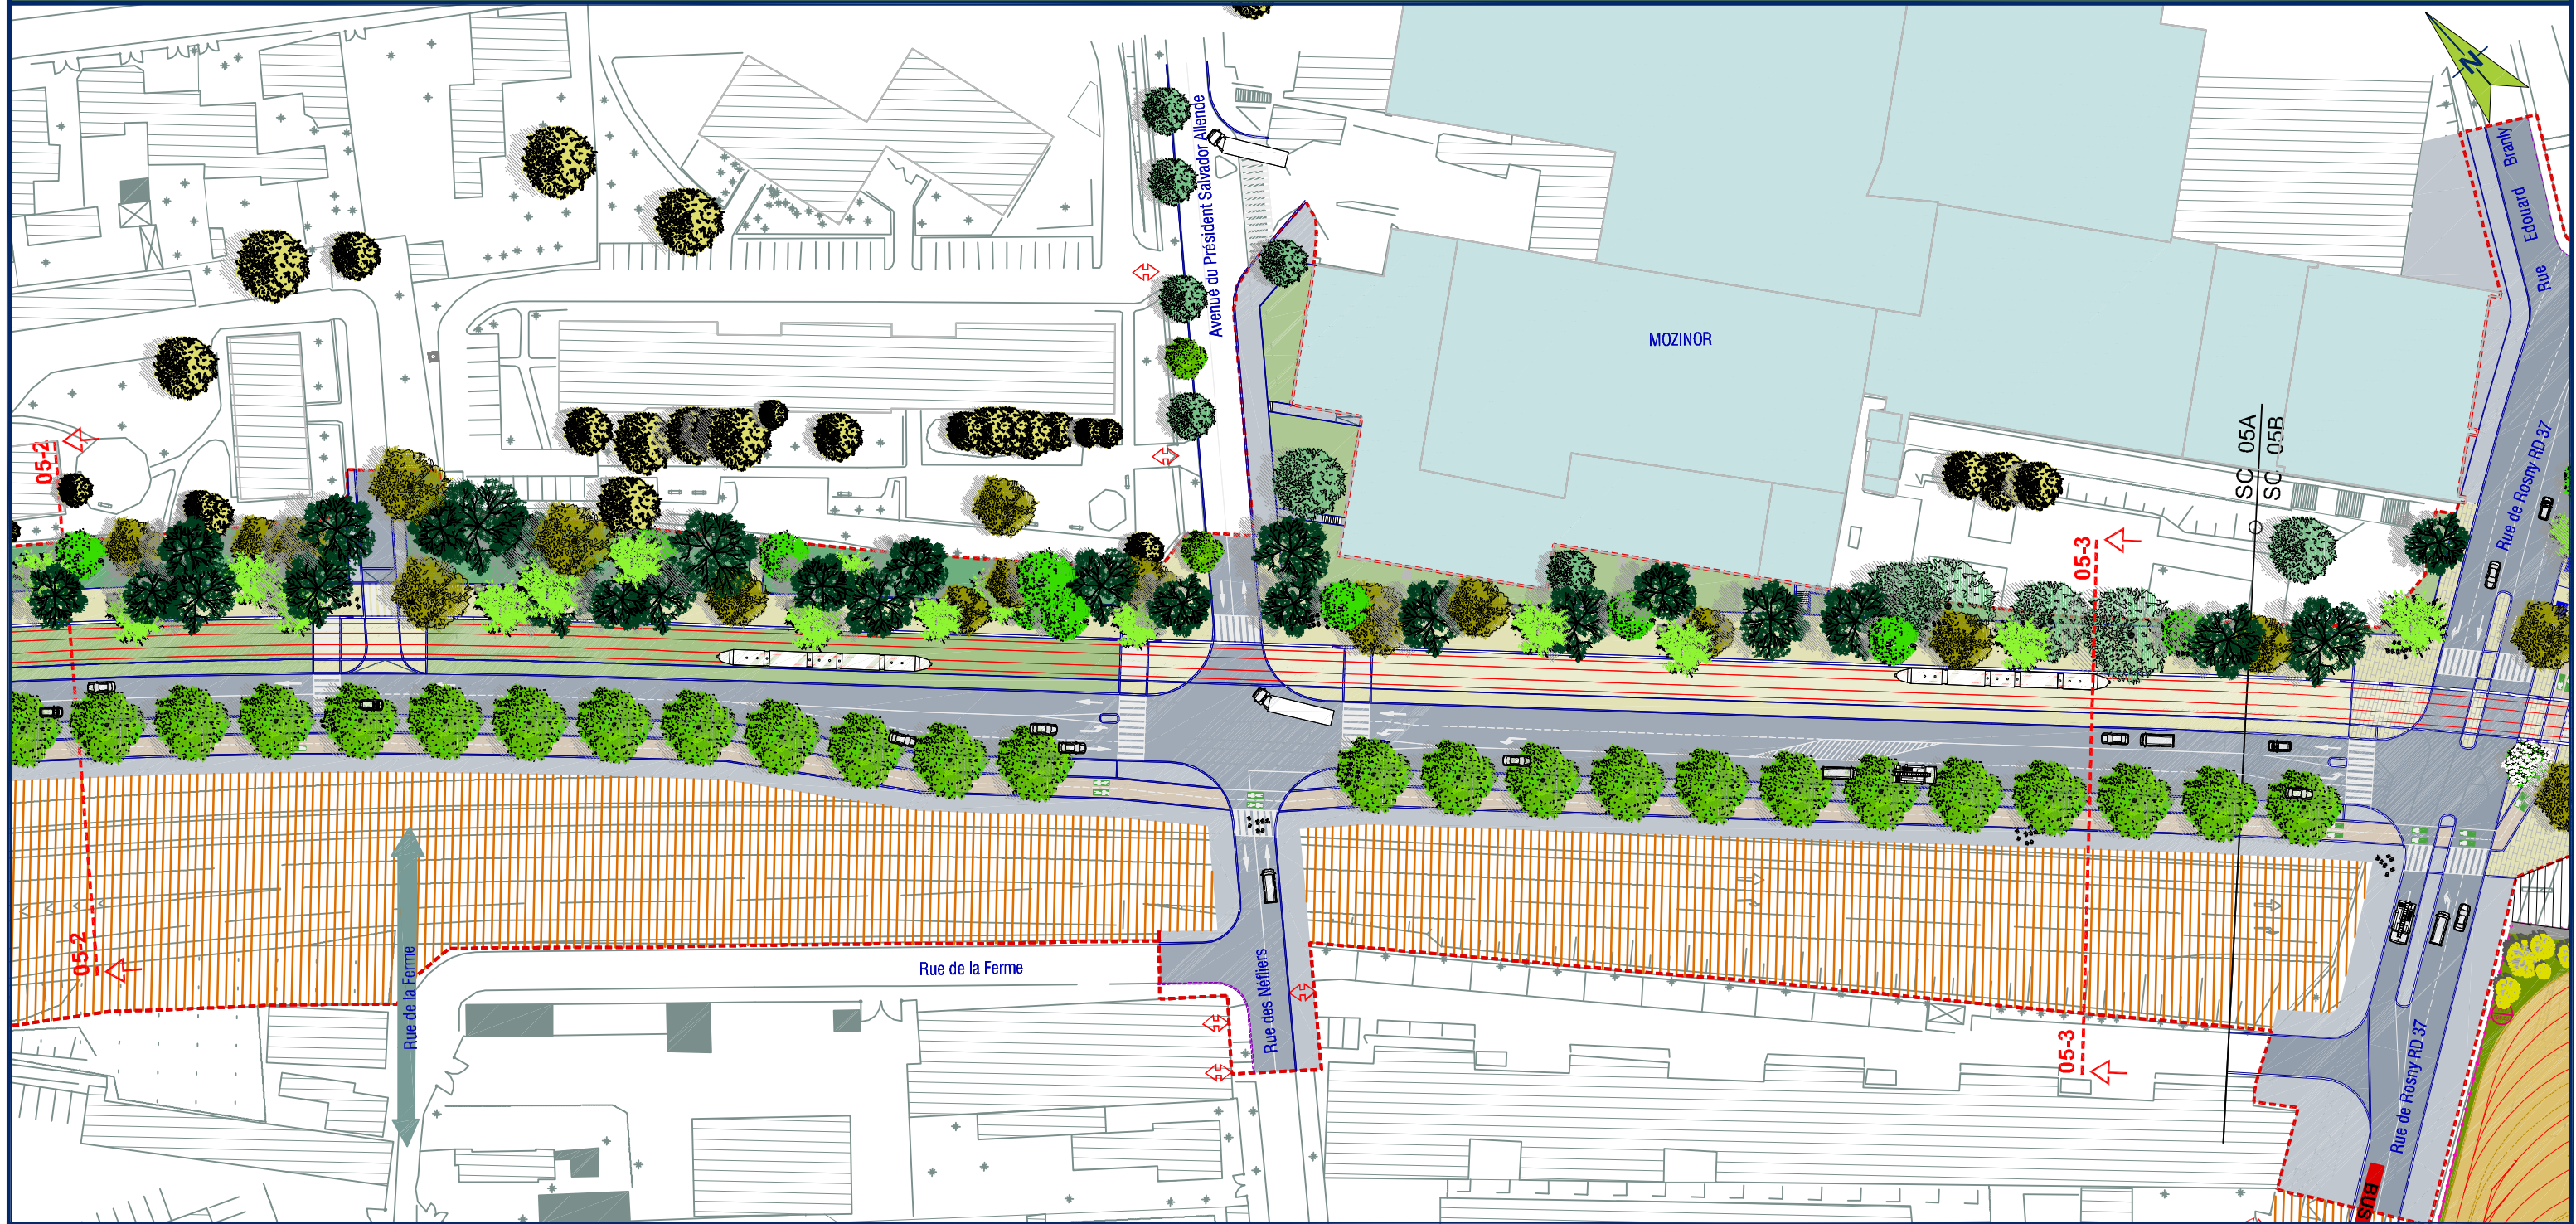 N
Avenue du Président Salvador Allende
Rue Edouard Branly
MOZINOR
05-2
SC 05A
SC 05B
Rue de Rosny RD 37
05-3
05-2
Rue de la Ferme
Rue de la Ferme
Rue des Néfliers
05-3
Rue de Rosny RD 37
BUS